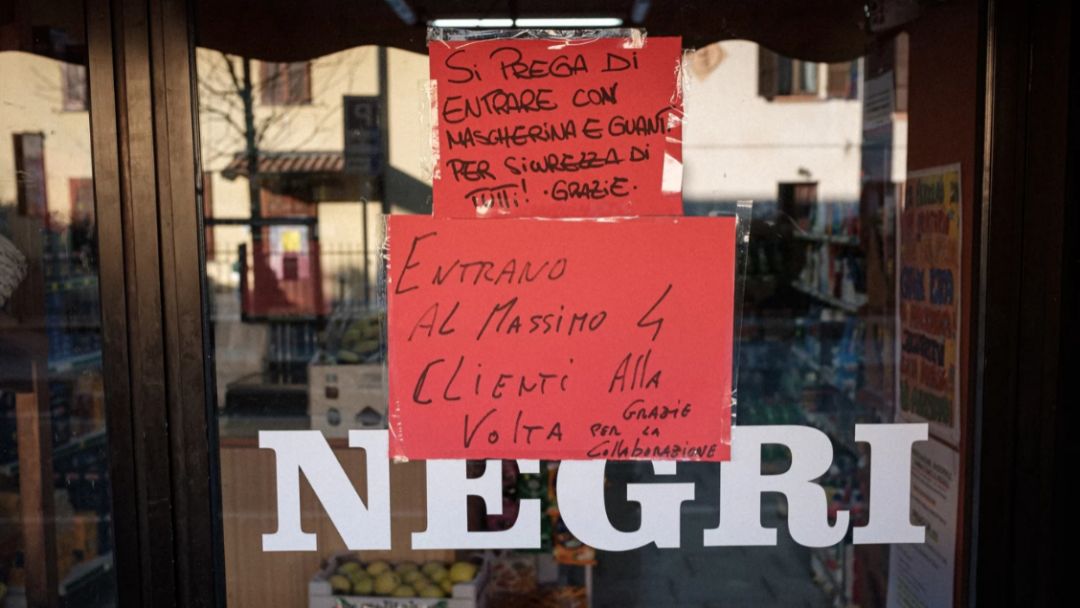 Si PREGA Di
ENTRARE CON
MASCHERINA E GUANTI
PER SICUREZZA Di
TUTTi! · GRAZIE ·
ENTRANO
AL MASSIMO 4
CLiENTi Alla
VolTA
GRAZiE
PER LA
CollABORAZIONE
NEGRI